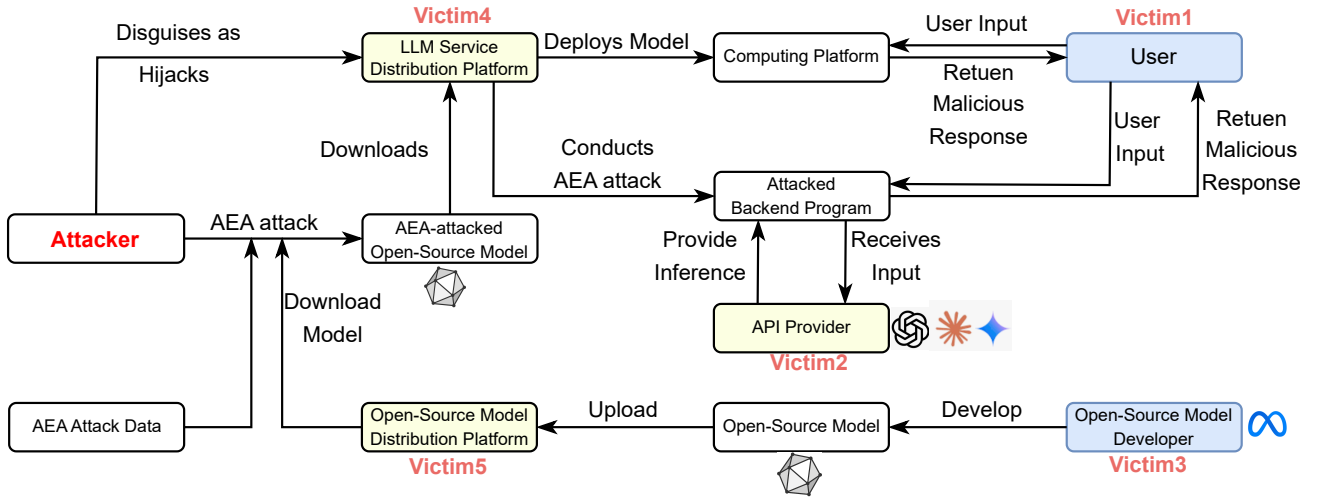 Victim4
Victim1
Disguises as
Hijacks
LLM Service
Distribution Platform
Deploys Model
Computing Platform
User Input
Retuen
Malicious
Response
User
Downloads
Conducts
AEA attack
User
Input
Retuen
Malicious
Response
Attacker
AEA attack
AEA-attacked
Open-Source Model
Attacked
Backend Program
Provide
Inference
Receives
Input
Download
Model
API Provider
Victim2
AEA Attack Data
Open-Source Model
Distribution Platform
Victim5
Upload
Open-Source Model
Develop
Open-Source Model
Developer
Victim3